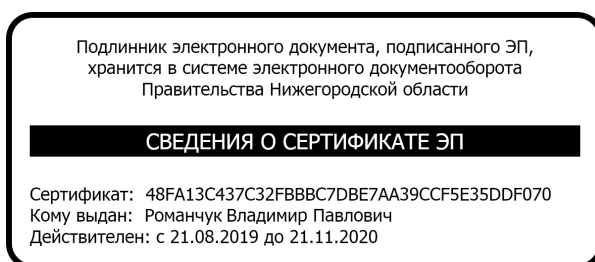 Подлинник электронного документа, подписанного ЭП,
хранится в системе электронного документооборота
Правительства Нижегородской области
СВЕДЕНИЯ О СЕРТИФИКАТЕ ЭП
Сертификат: 48FA13C437C32FBBBC7DBE7AA39CCF5E35DDF070
Кому выдан: Романчук Владимир Павлович
Действителен: с 21.08.2019 до 21.11.2020